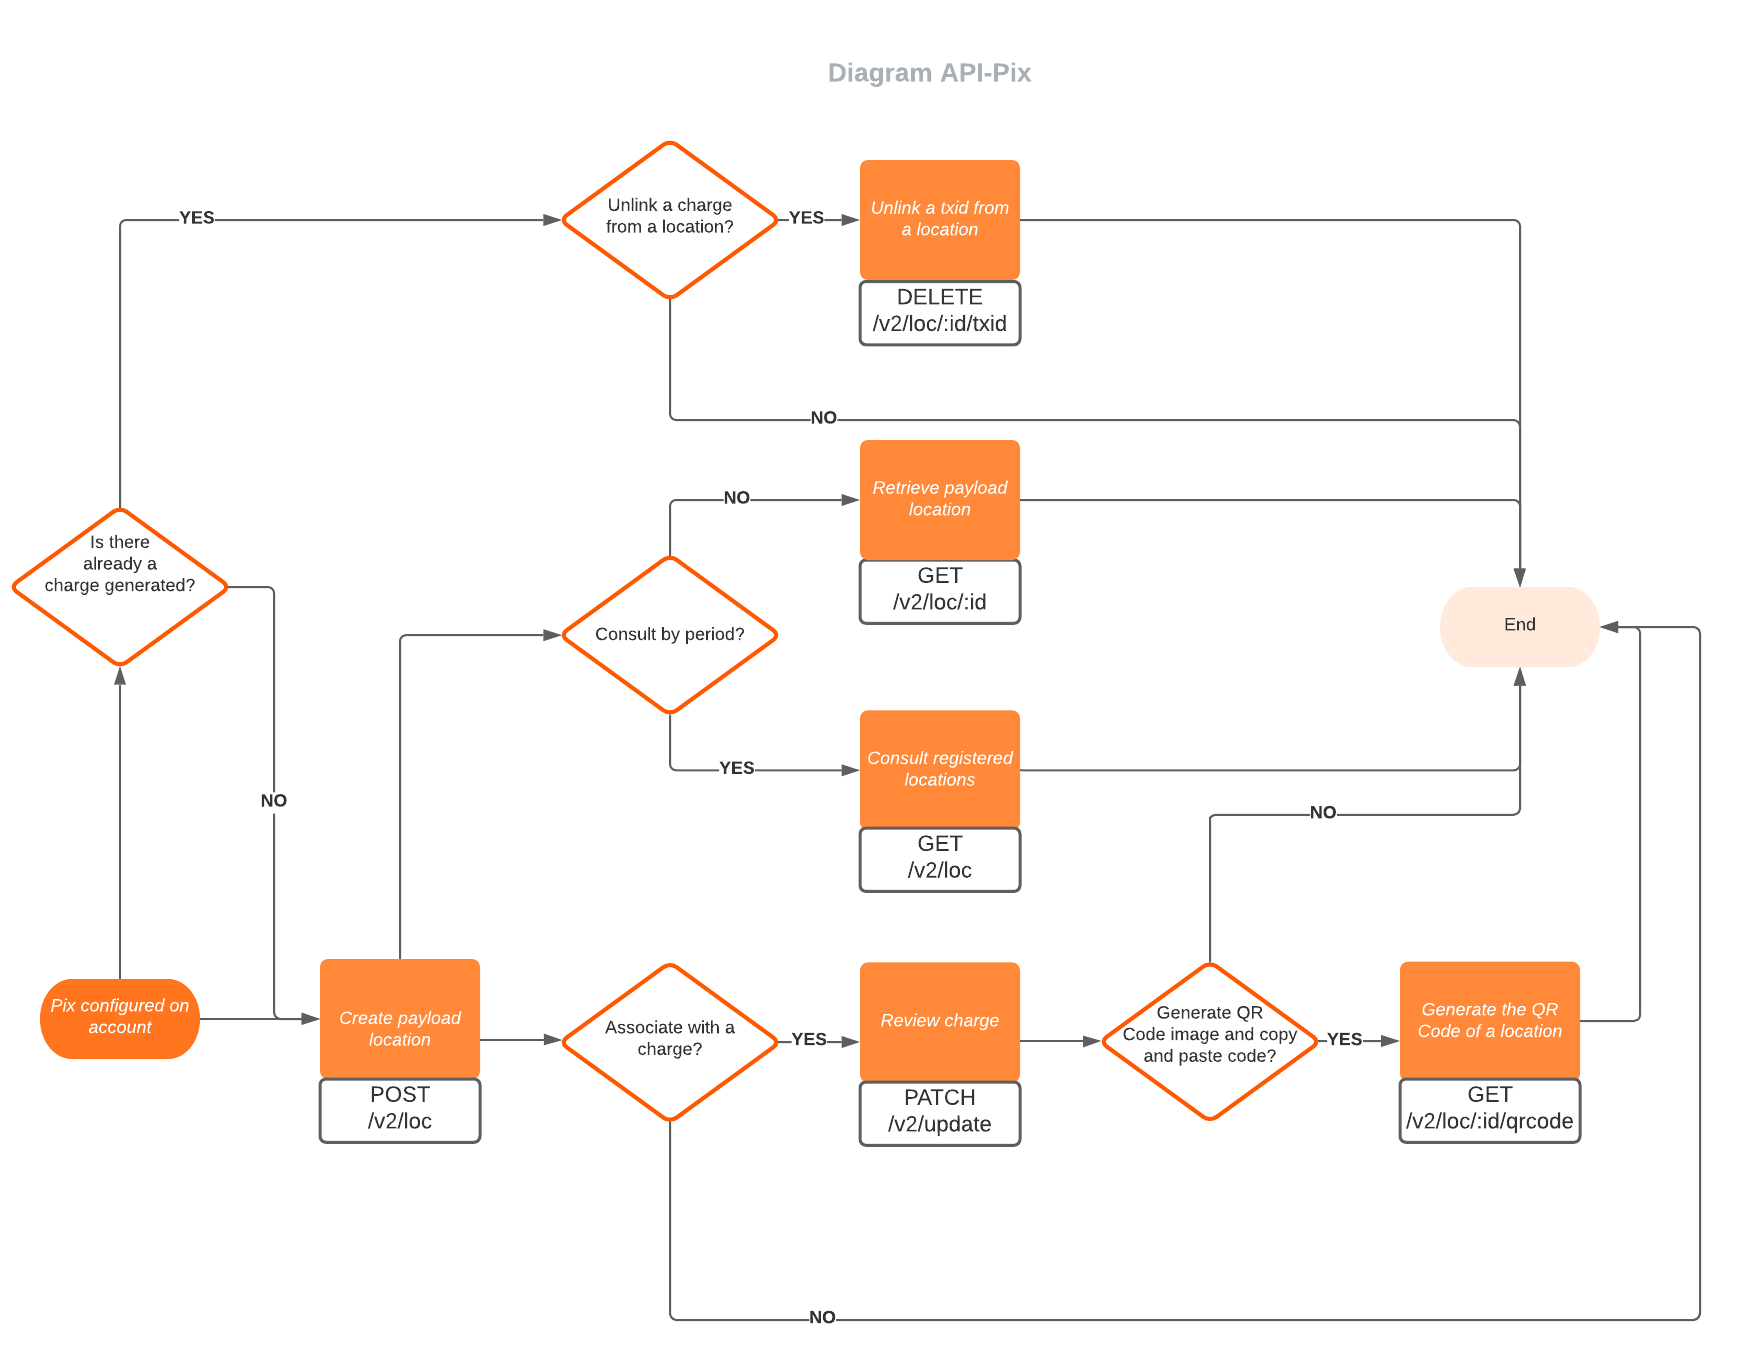 Diagram API-Pix
YES
Unlink a charge
from a location?
YES
Unlink a txid from
a location
DELETE
/v2/loc/:id/txid
NO
NO
Retrieve payload
location
GET
/v2/loc/:id
Is there
already a
charge generated?
Consult by period?
End
YES
Consult registered
locations
GET
/v2/loc
NO
NO
Pix configured on
account
Create payload
location
POST
/v2/loc
Associate with a
charge?
YES
Review charge
PATCH
/v2/update
Generate QR
Code image and copy
and paste code?
YES
Generate the QR
Code of a location
GET
/v2/loc/:id/qrcode
NO